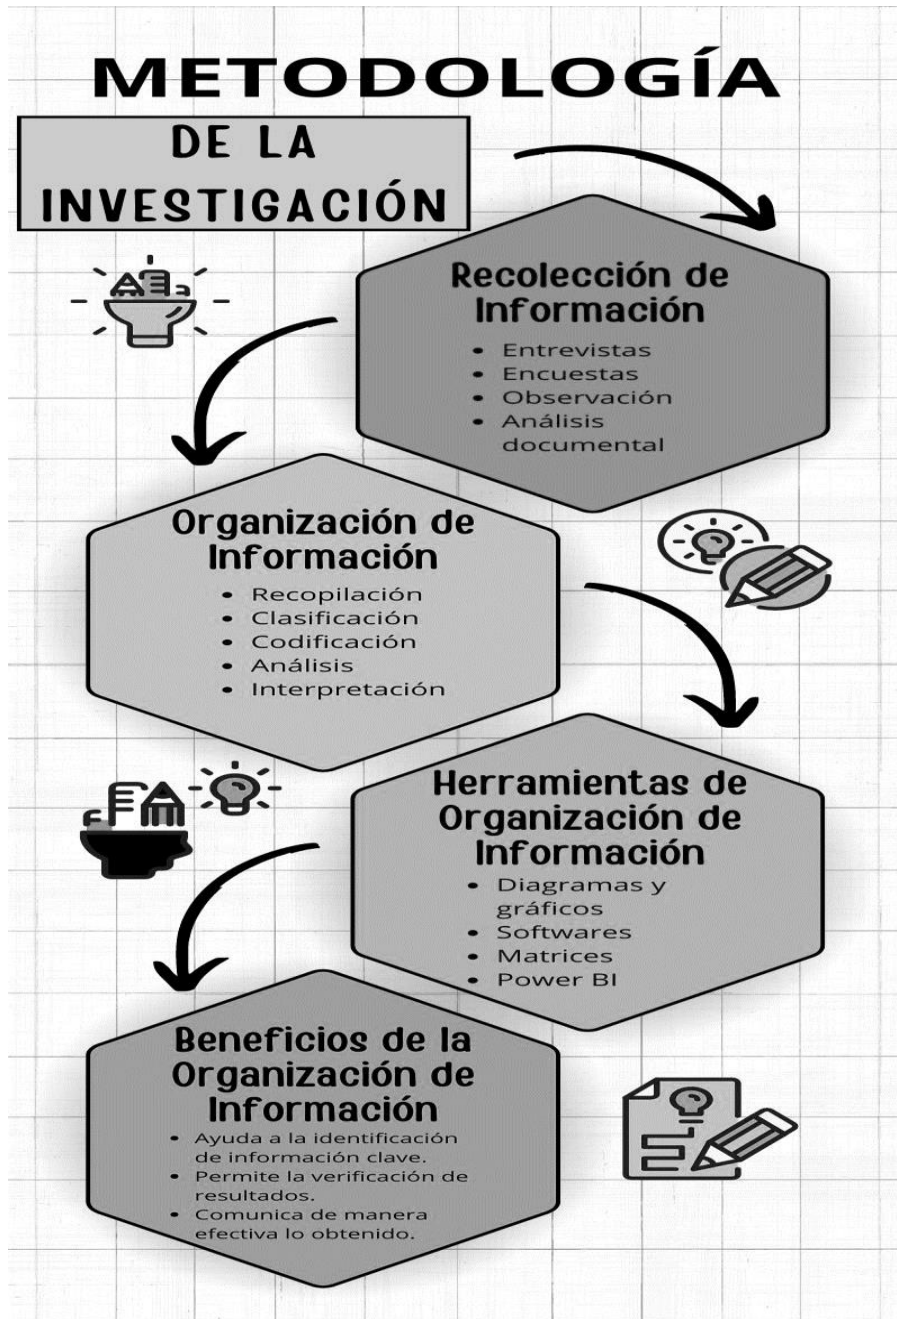 METODOLOGÍA
DE LA
INVESTIGACIÓN
Recolección de
Información
• Entrevistas
• Encuestas
• Observación
• Análisis
documental
Organización de
Información
• Recopilación
• Clasificación
• Codificación
• Análisis
• Interpretación
Herramientas de
Organización de
Información
• Diagramas y
gráficos
• Softwares
• Matrices
• Power BI
Beneficios de la
Organización de
Información
• Ayuda a la identificación
de información clave.
• Permite la verificación de
resultados.
• Comunica de manera
efectiva lo obtenido.